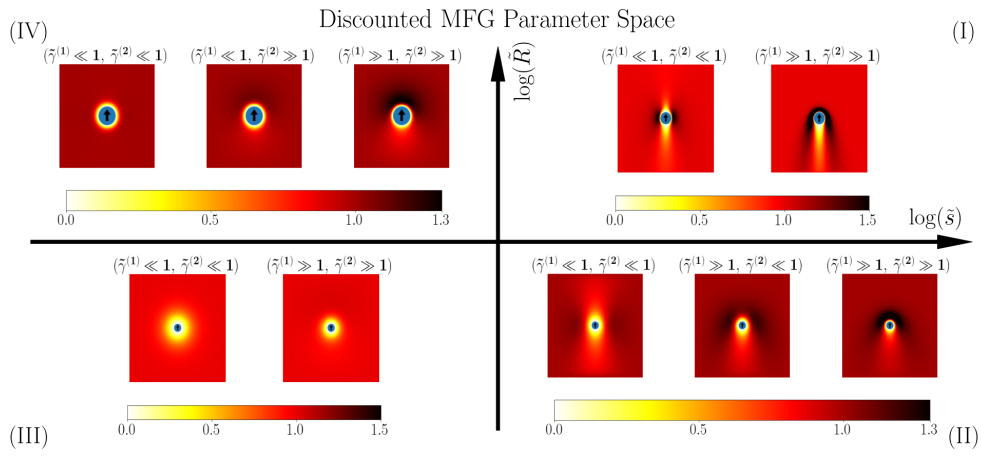 Discounted MFG Parameter Space
(IV)
(I)
log(R̃)
(γ̃⁽¹⁾ ≪ 1, γ̃⁽²⁾ ≪ 1)
(γ̃⁽¹⁾ ≪ 1, γ̃⁽²⁾ ≫ 1)
(γ̃⁽¹⁾ ≫ 1, γ̃⁽²⁾ ≫ 1)
0.0 0.5 1.0 1.3
(γ̃⁽¹⁾ ≪ 1, γ̃⁽²⁾ ≪ 1)
(γ̃⁽¹⁾ ≫ 1, γ̃⁽²⁾ ≫ 1)
0.0 0.5 1.0 1.5
log(s̃)
(γ̃⁽¹⁾ ≪ 1, γ̃⁽²⁾ ≪ 1)
(γ̃⁽¹⁾ ≫ 1, γ̃⁽²⁾ ≫ 1)
0.0 0.5 1.0 1.5
(III)
(γ̃⁽¹⁾ ≪ 1, γ̃⁽²⁾ ≪ 1)
(γ̃⁽¹⁾ ≫ 1, γ̃⁽²⁾ ≪ 1)
(γ̃⁽¹⁾ ≫ 1, γ̃⁽²⁾ ≫ 1)
0.0 0.5 1.0 1.3
(II)